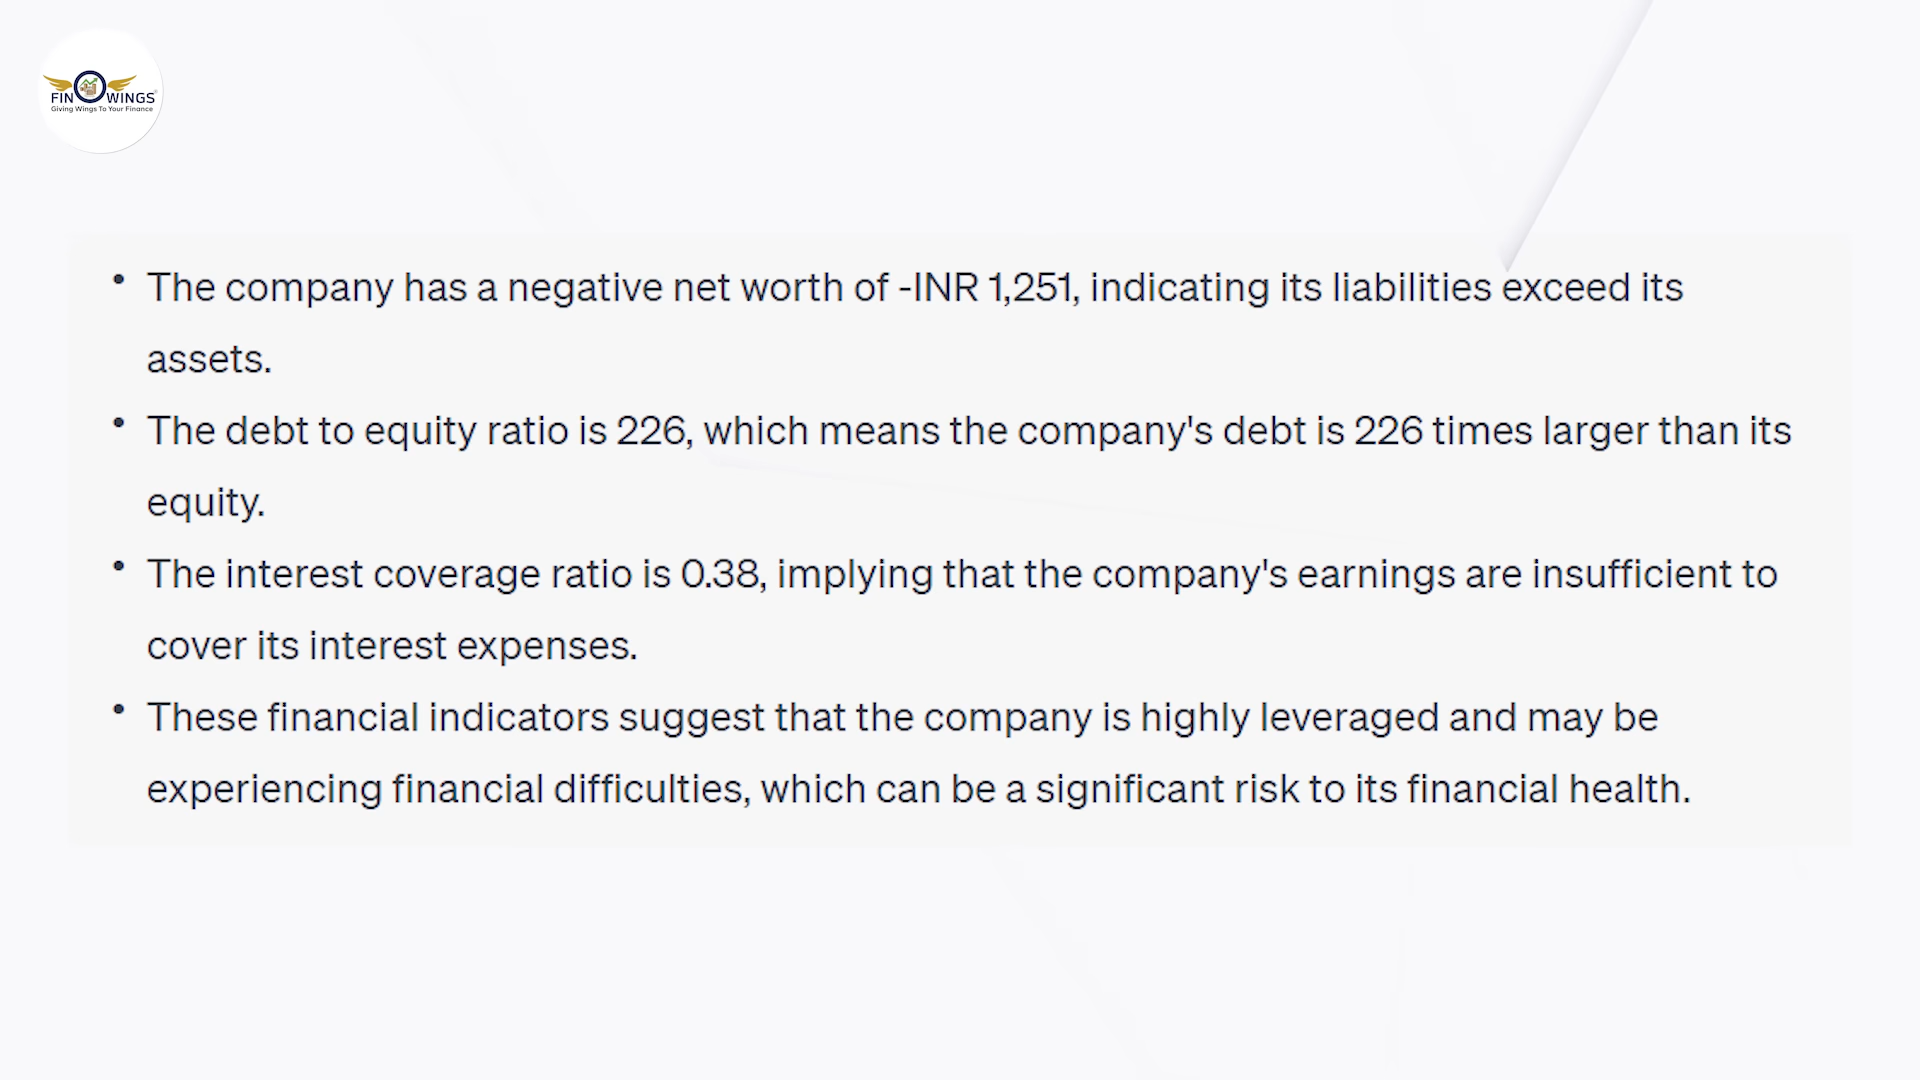 FINOWINGS
Giving Wings To Your Finance
• The company has a negative net worth of -INR 1,251, indicating its liabilities exceed its
assets.
• The debt to equity ratio is 226, which means the company's debt is 226 times larger than its
equity.
• The interest coverage ratio is 0.38, implying that the company's earnings are insufficient to
cover its interest expenses.
• These financial indicators suggest that the company is highly leveraged and may be
experiencing financial difficulties, which can be a significant risk to its financial health.